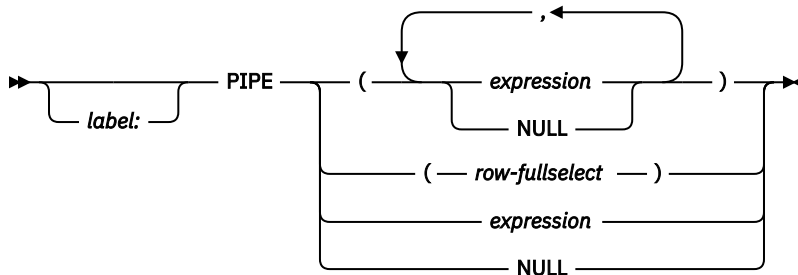 ,
PIPE ( expression )
label:
NULL
( row-fullselect )
expression
NULL